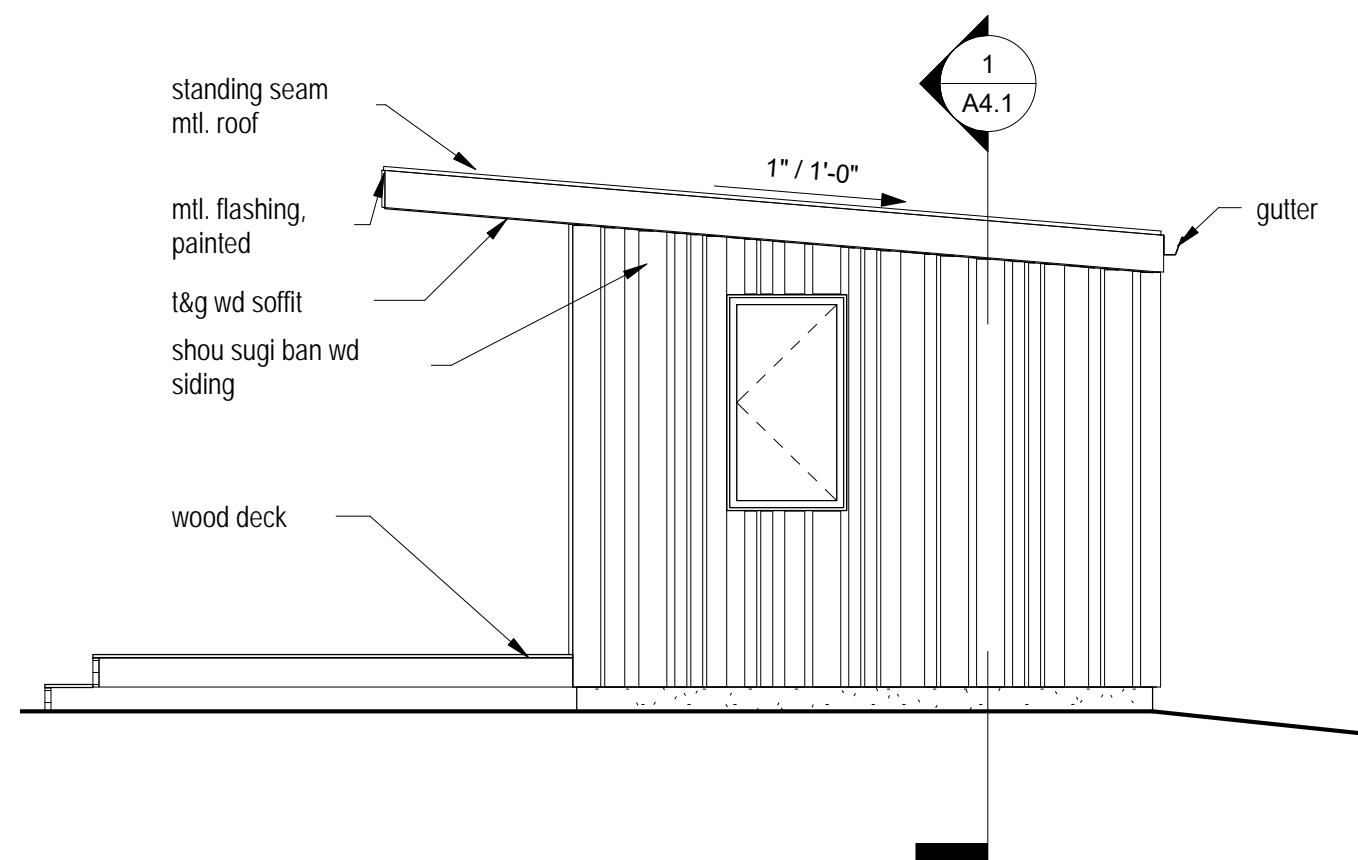 1
A4.1
standing seam
mtl. roof
1" / 1'-0"
mtl. flashing,
painted
gutter
t&g wd soffit
shou sugi ban wd
siding
wood deck